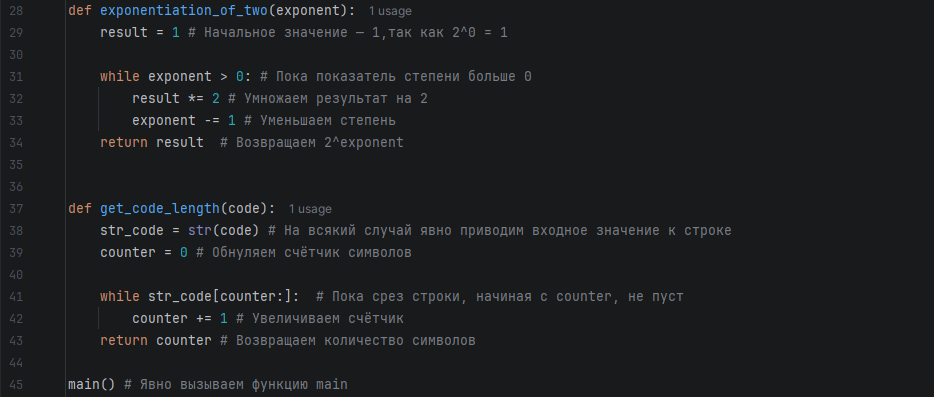 28 def exponentiation_of_two(exponent): 1 usage
29 result = 1 # Начальное значение — 1,так как 2^0 = 1
30
31 while exponent > 0: # Пока показатель степени больше 0
32 result *= 2 # Умножаем результат на 2
33 exponent -= 1 # Уменьшаем степень
34 return result  # Возвращаем 2^exponent
35
36
37 def get_code_length(code): 1 usage
38 str_code = str(code) # На всякий случай явно приводим входное значение к строке
39 counter = 0 # Обнуляем счётчик символов
40
41 while str_code[counter:]:  # Пока срез строки, начиная с counter, не пуст
42 counter += 1 # Увеличиваем счётчик
43 return counter # Возвращаем количество символов
44
45 main() # Явно вызываем функцию main